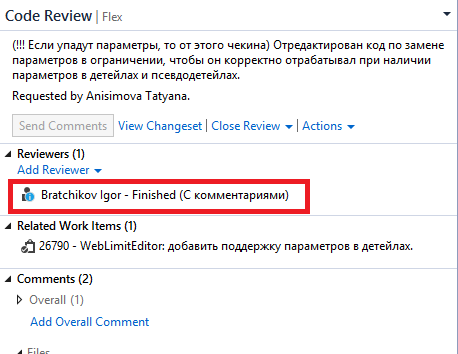 Code Review | Flex
(!!! Если упадут параметры, то от этого чекина) Отредактирован код по замене
параметров в ограничении, чтобы он корректно отрабатывал при наличии
параметров в детейлах и псевдодетейлах.
Requested by Anisimova Tatyana.
Send Comments View Changeset | Close Review | Actions
Reviewers (1)
Add Reviewer
Bratchikov Igor - Finished (С комментариями)
Related Work Items (1)
26790 - WebLimitEditor: добавить поддержку параметров в детейлах.
Comments (2)
Overall (1)
Add Overall Comment
Files